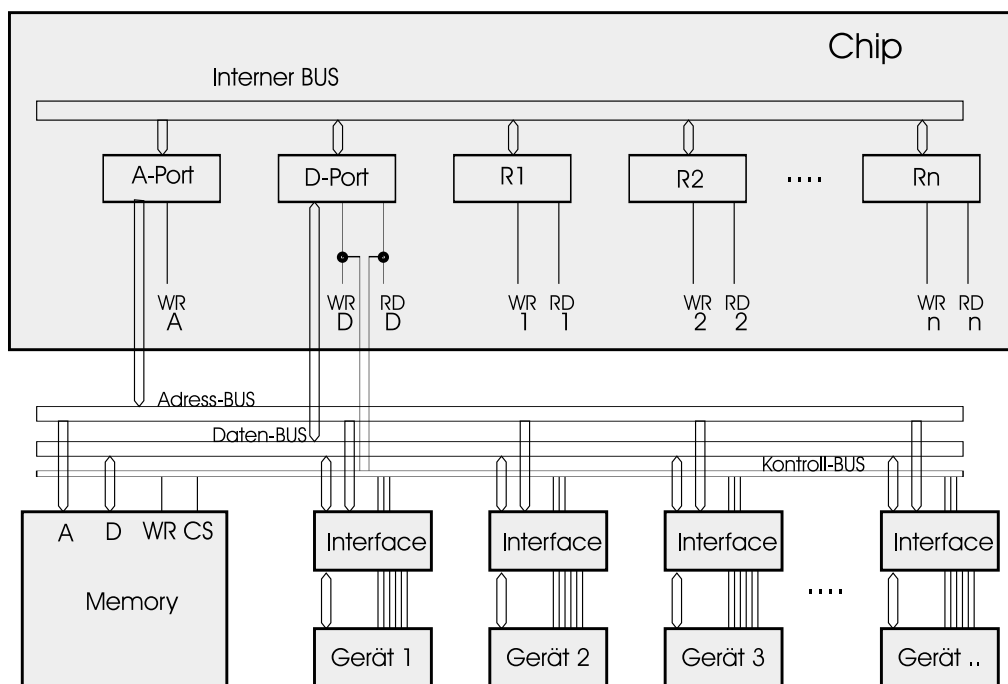 Chip
Interner BUS
A-Port D-Port R1 R2 .... Rn
WR WR RD WR RD WR RD WR RD
A D D 1 1 2 2 n n
Adress-BUS
Daten-BUS
Kontroll-BUS
A D WR CS
Interface Interface Interface Interface
Memory
....
Gerät 1 Gerät 2 Gerät 3 Gerät ..